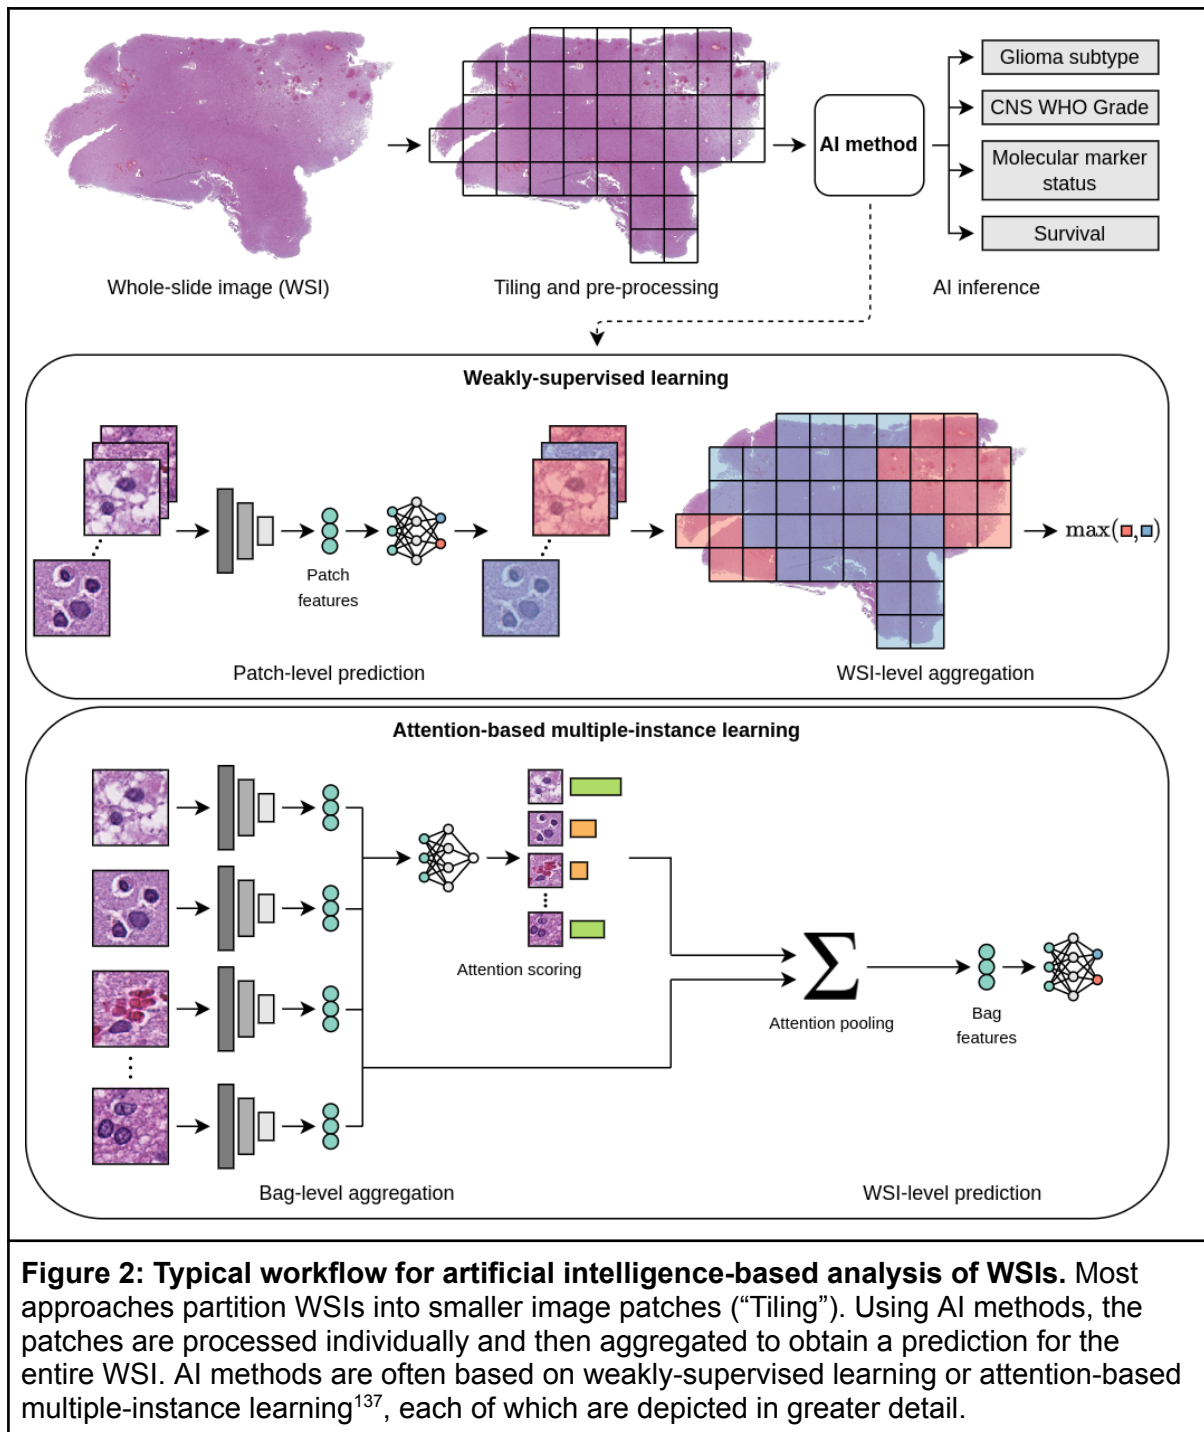 Glioma subtype
CNS WHO Grade
AI method
Molecular marker
status
Survival
Whole-slide image (WSI)
Tiling and pre-processing
AI inference
Weakly-supervised learning
max( , )
Patch
features
Patch-level prediction
WSI-level aggregation
Attention-based multiple-instance learning
Attention scoring
Σ
Attention pooling
Bag
features
Bag-level aggregation
WSI-level prediction
Figure 2: Typical workflow for artificial intelligence-based analysis of WSIs. Most
approaches partition WSIs into smaller image patches (“Tiling”). Using AI methods, the
patches are processed individually and then aggregated to obtain a prediction for the
entire WSI. AI methods are often based on weakly-supervised learning or attention-based
multiple-instance learning¹³⁷, each of which are depicted in greater detail.